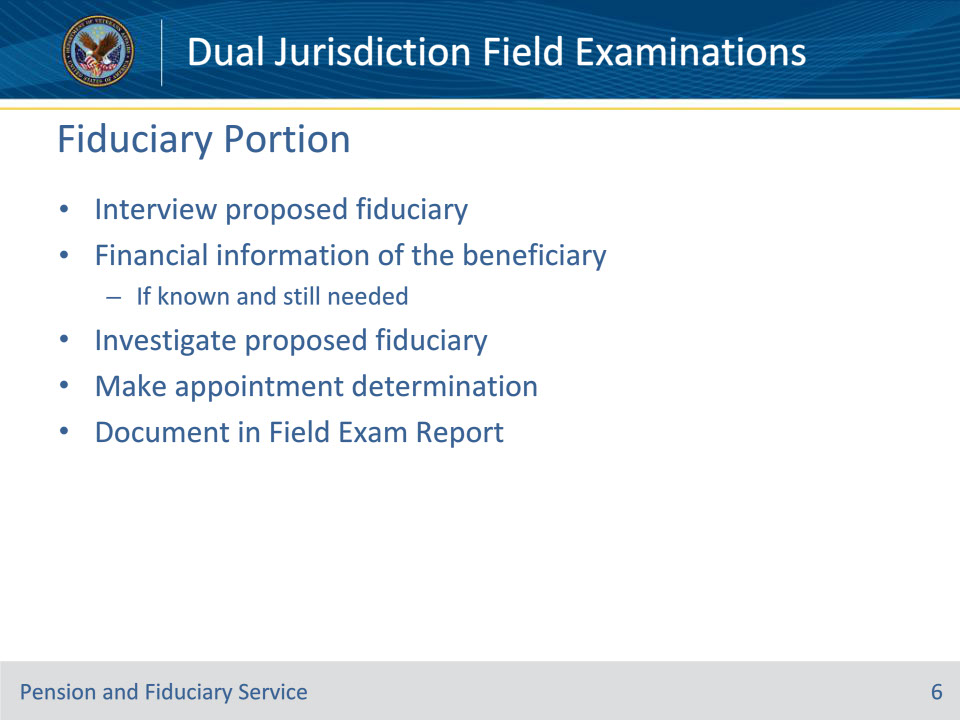 Dual Jurisdiction Field Examinations
Fiduciary Portion
• Interview proposed fiduciary
• Financial information of the beneficiary
– If known and still needed
• Investigate proposed fiduciary
• Make appointment determination
• Document in Field Exam Report
Pension and Fiduciary Service
6